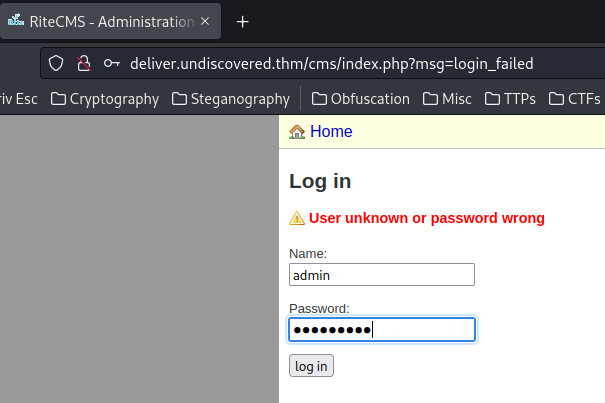 RiteCMS - Administration
deliver.undiscovered.thm/cms/index.php?msg=login_failed
riv Esc Cryptography Steganography Obfuscation Misc TTPs CTFs
Home
Log in
User unknown or password wrong
Name:
admin
Password:
●●●●●●●●●
log in